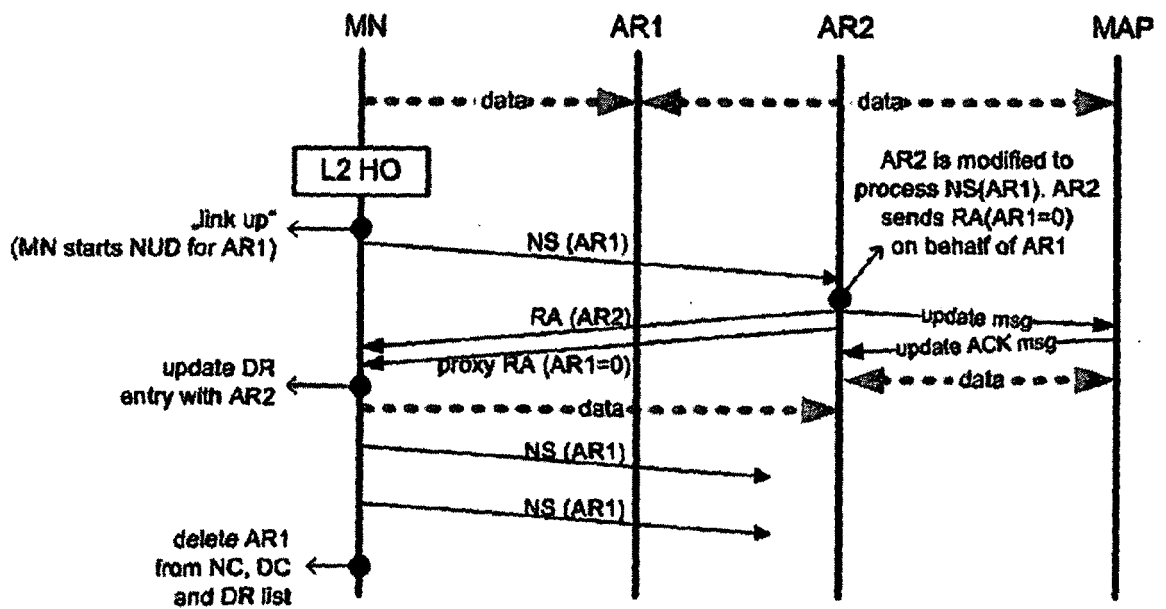 MN AR1 AR2 MAP
data data
L2 HO
AR2 is modified to
process NS(AR1). AR2
sends RA(AR1=0)
on behalf of AR1
„link up“
(MN starts NUD for AR1)
NS (AR1)
RA (AR2)
update msg
update ACK msg
proxy RA (AR1=0)
update DR
entry with AR2
data
data
NS (AR1)
NS (AR1)
delete AR1
from NC, DC
and DR list